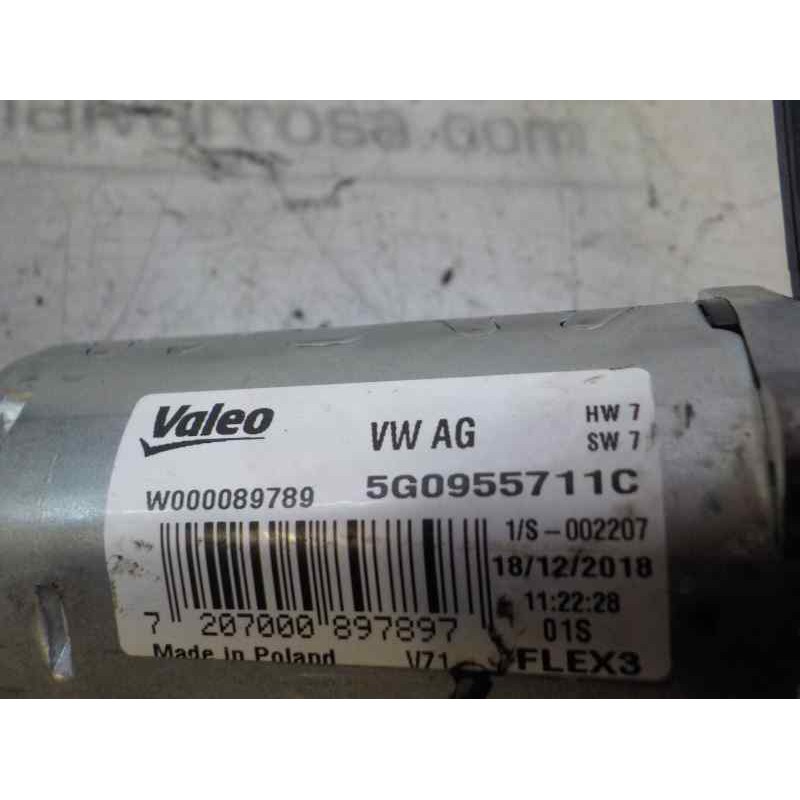 Valeo VW AG HW 7
SW 7
W000089789 5G0955711C
1/S-002207
18/12/2018
11:22:28
7 207000 897897 01S
Made in Poland V71 FLEX3